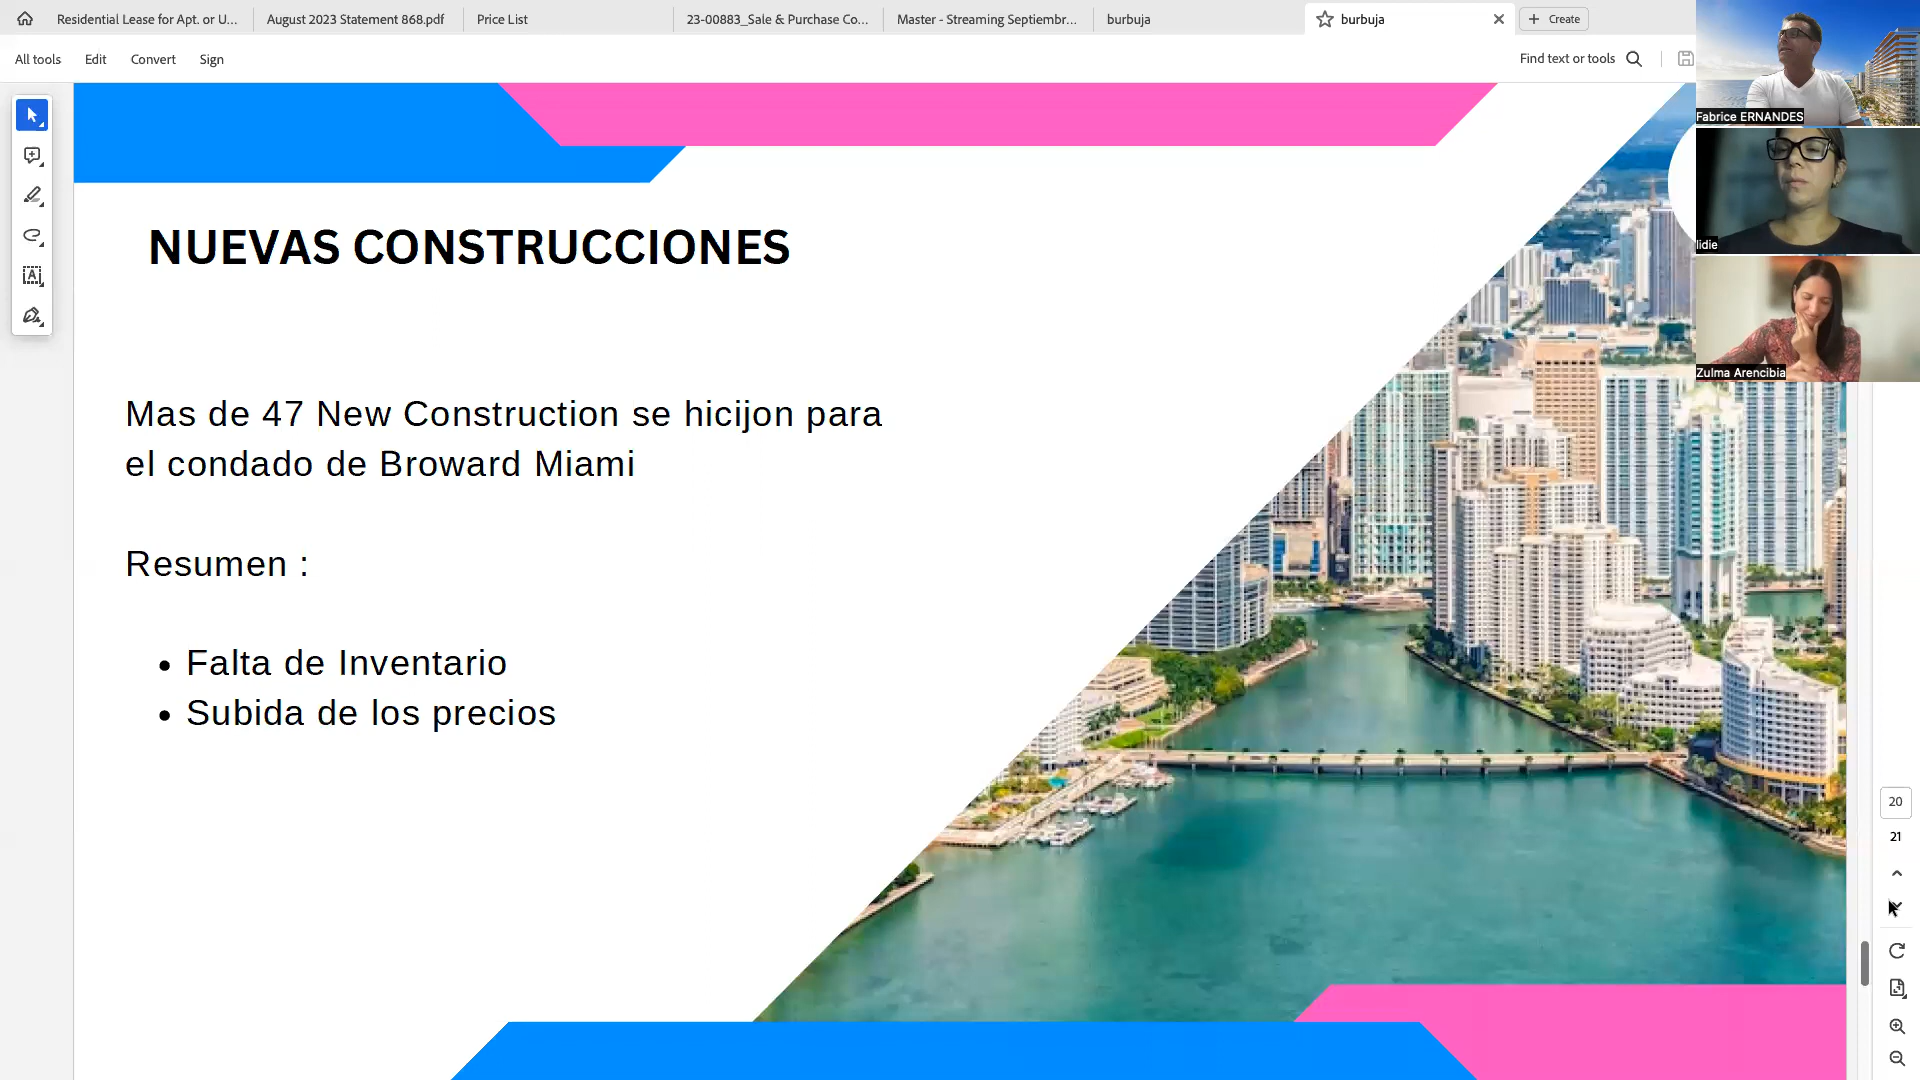 Residential Lease for Apt. or U...
August 2023 Statement 868.pdf
Price List
23-00883_Sale & Purchase Co...
Master - Streaming Septiembr...
burbuja
burbuja
Create
All tools
Edit
Convert
Sign
Find text or tools
Fabrice ERNANDES
lidie
Zulma Arencibia
NUEVAS CONSTRUCCIONES
Mas de 47 New Construction se hicijon para
el condado de Broward Miami
Resumen :
• Falta de Inventario
• Subida de los precios
20
21